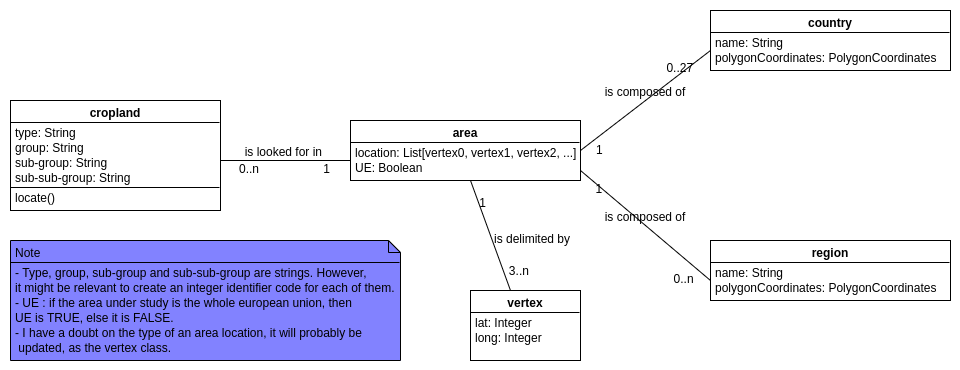 country
name: String
polygonCoordinates: PolygonCoordinates
0..27
is composed of
1
cropland
type: String
group: String
sub-group: String
sub-sub-group: String
locate()
is looked for in
0..n
1
area
location: List[vertex0, vertex1, vertex2, ...]
UE: Boolean
1
is composed of
0..n
region
name: String
polygonCoordinates: PolygonCoordinates
1
is delimited by
3..n
vertex
lat: Integer
long: Integer
Note
- Type, group, sub-group and sub-sub-group are strings. However,
it might be relevant to create an integer identifier code for each of them.
- UE : if the area under study is the whole european union, then
UE is TRUE, else it is FALSE.
- I have a doubt on the type of an area location, it will probably be
updated, as the vertex class.